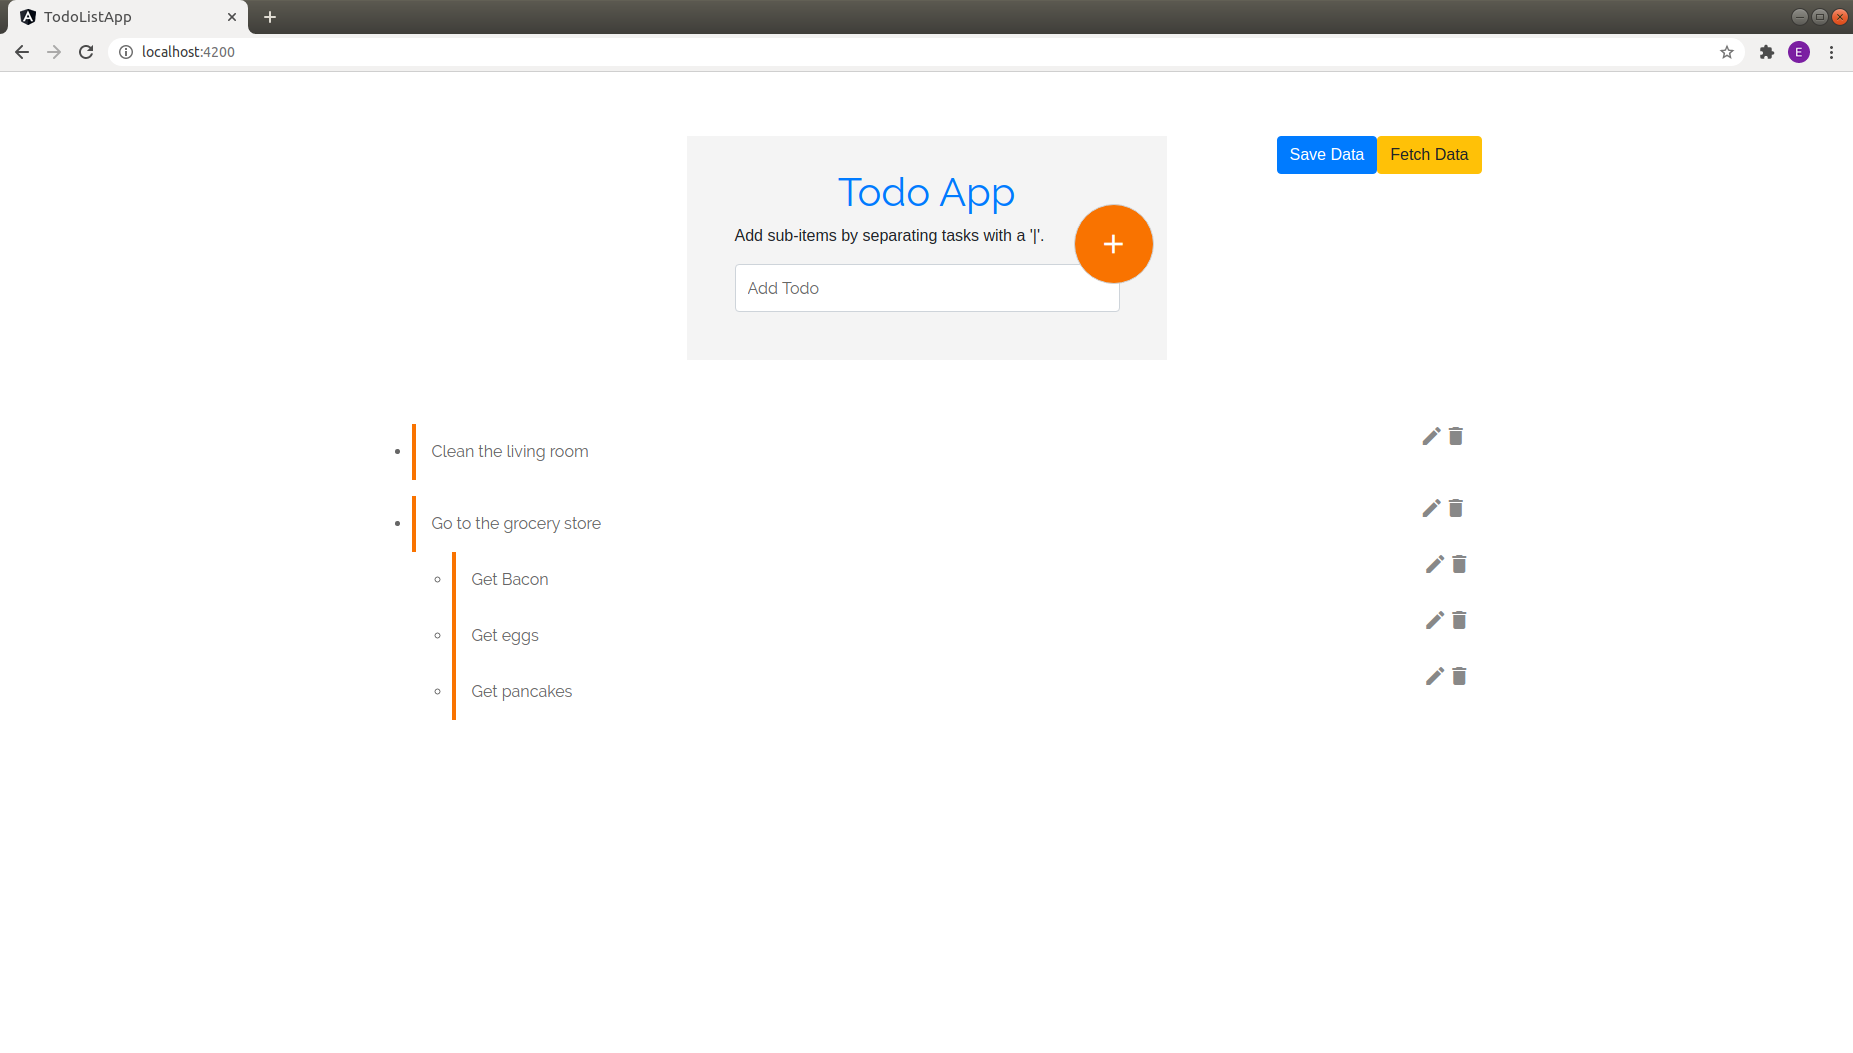 TodoListApp
localhost:4200
E
Save Data Fetch Data
Todo App
Add sub-items by separating tasks with a '|'.
Add Todo
Clean the living room
Go to the grocery store
Get Bacon
Get eggs
Get pancakes